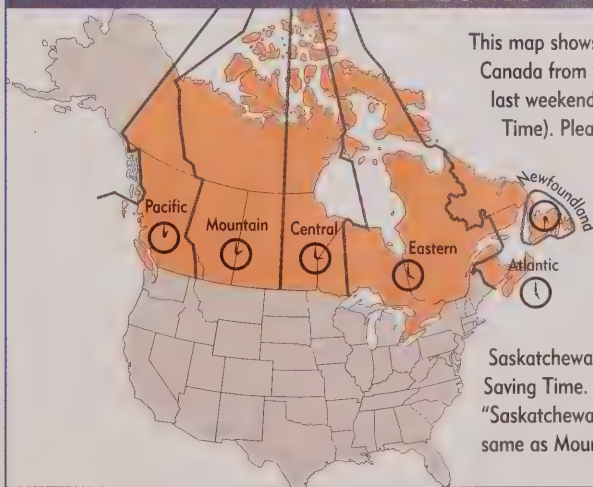 This map shows
Canada from
last weekend
Time). Plea
Pacific
Mountain
Central
Eastern
Newfoundland
Atlantic
Saskatchewa
Saving Time.
"Saskatchewa
same as Moun